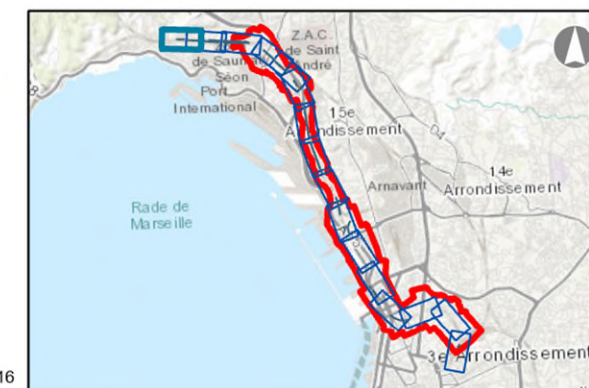 Z.A.C.
de Saint
André
de Saum
Séon
Port
International
15e
Arrondissement
14e
Arrondissement
Arnavant
D4
Rade de
Marseille
3e Arrondissement
16